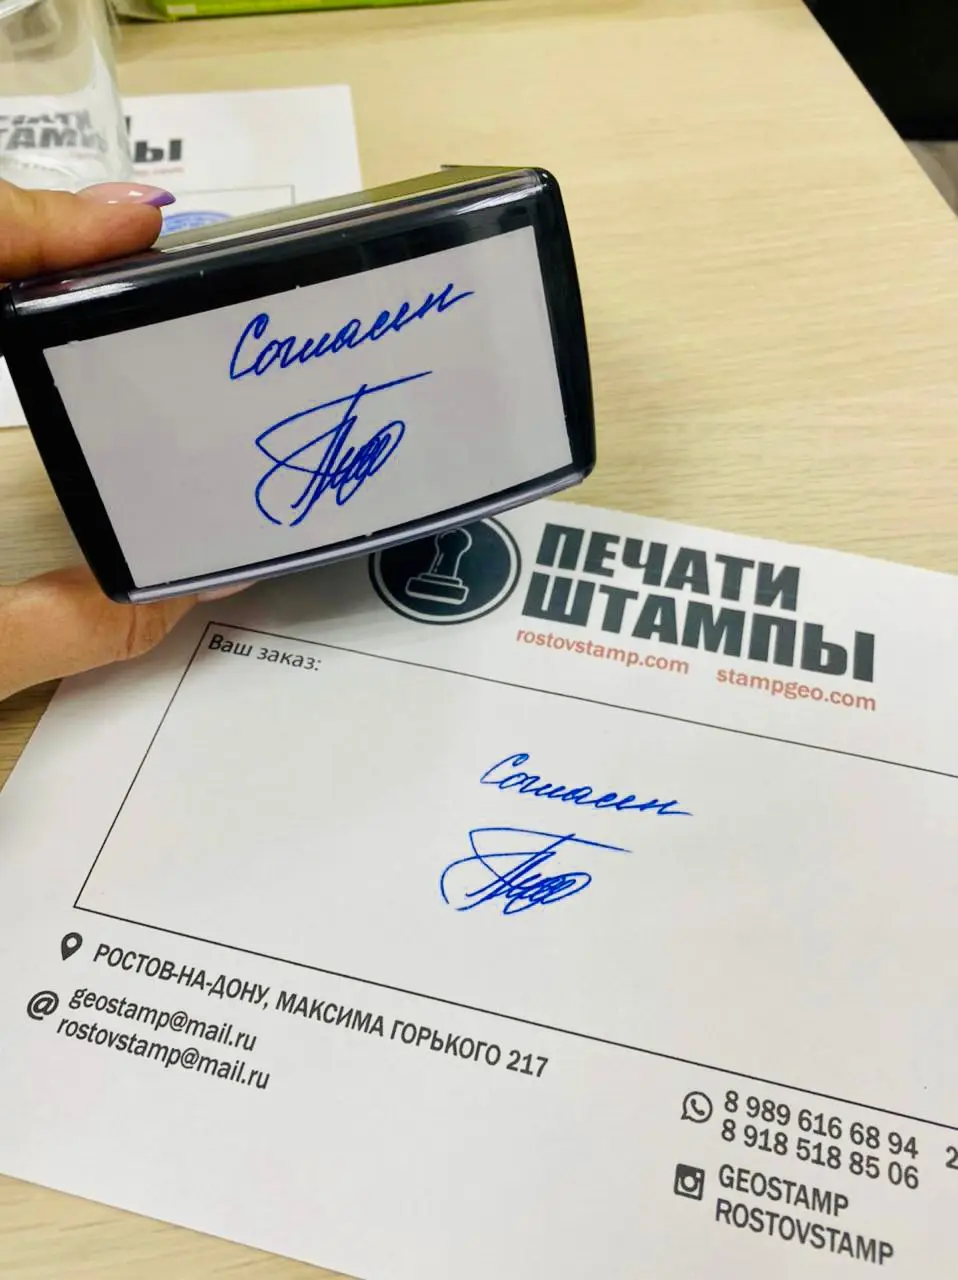 ЫЫ
Согласен
ПЕЧАТИ
ШТАМПЫ
rostovstamp.com stampgeo.com
Ваш заказ:
Согласен
РОСТОВ-НА-ДОНУ, МАКСИМА ГОРЬКОГО 217
@ geostamp@mail.ru
rostovstamp@mail.ru
8 989 616 68 94
8 918 518 85 06
GEOSTAMP
ROSTOVSTAMP